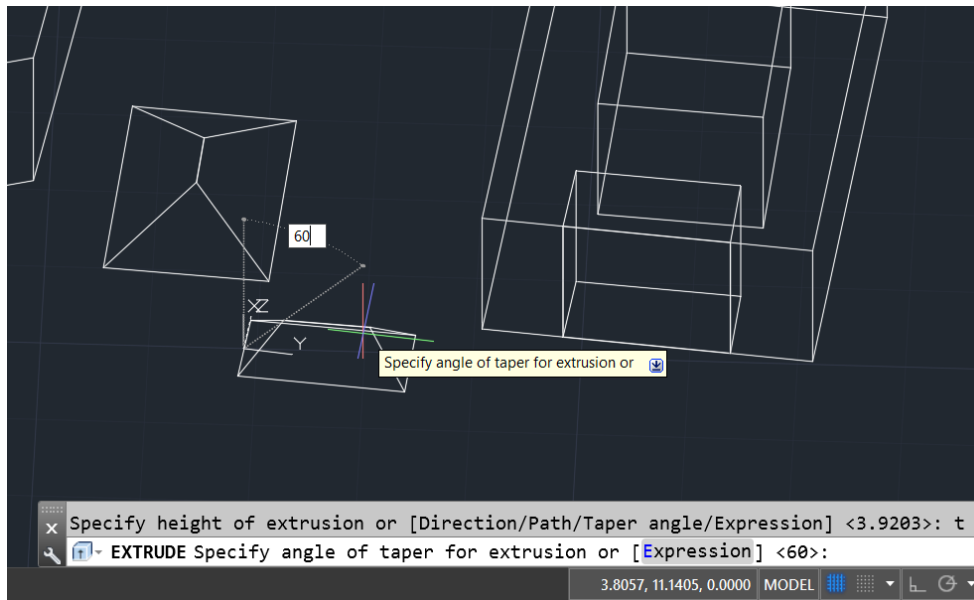 60
XZ
Y
Specify angle of taper for extrusion or
Specify height of extrusion or [Direction/Path/Taper angle/Expression] <3.9203>: t
EXTRUDE Specify angle of taper for extrusion or [Expression] <60>:
3.8057, 11.1405, 0.0000 MODEL